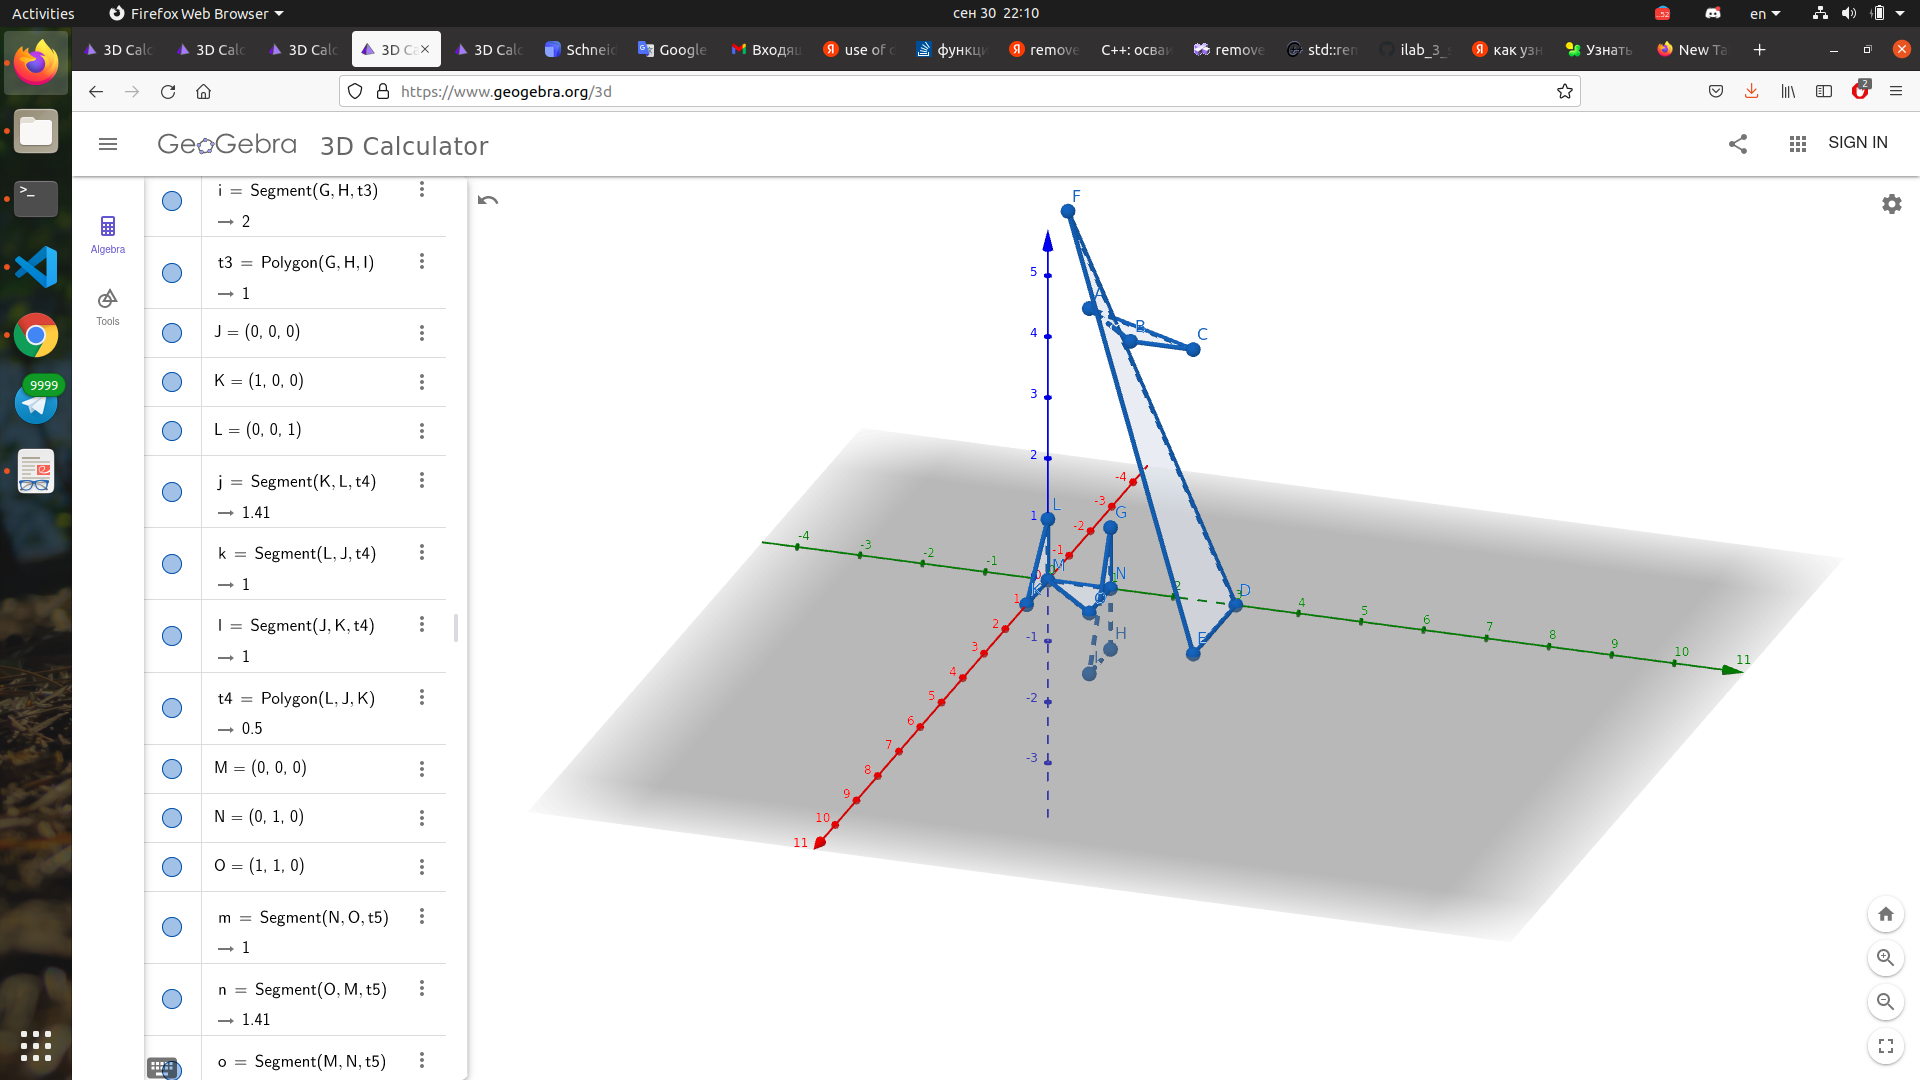 Activities
Firefox Web Browser
сен 30 22:10
52
en
3D Calc
3D Calc
3D Calc
3D C
3D Calc
Schneid
Google
Входящ
use of c
функци
remove
C++: осваи
remove
std::ren
ilab_3_s
как узн
Узнать
New Ta
https://www.geogebra.org/3d
2
GeoGebra
3D Calculator
SIGN IN
Algebra
Tools
9999
i = Segment(G, H, t3)
→ 2
t3 = Polygon(G, H, I)
→ 1
J = (0, 0, 0)
K = (1, 0, 0)
L = (0, 0, 1)
j = Segment(K, L, t4)
→ 1.41
k = Segment(L, J, t4)
→ 1
l = Segment(J, K, t4)
→ 1
t4 = Polygon(L, J, K)
→ 0.5
M = (0, 0, 0)
N = (0, 1, 0)
O = (1, 1, 0)
m = Segment(N, O, t5)
→ 1
n = Segment(O, M, t5)
→ 1.41
o = Segment(M, N, t5)
F
5
A
4
B
C
3
2
-4
-3
1
L
G
-2
-4
-3
-2
-1
-1
0
M
N
K
1
O
2
3
D
4
5
6
7
8
9
10
11
-1
H
E
I
-2
-3
2
3
4
5
6
7
8
9
10
11